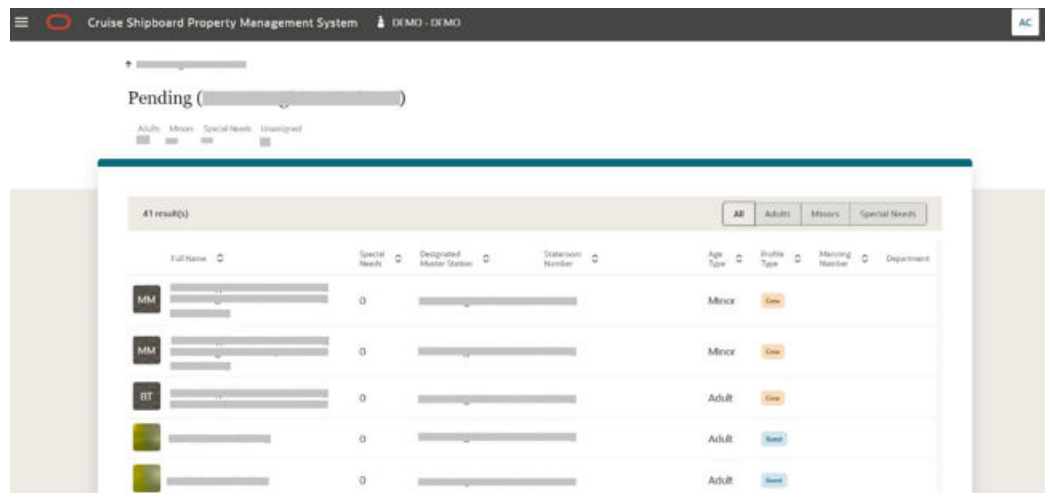 Cruise Shipboard Property Management System DEMO - DEMO AC
Pending ( )
Adults Minors Special Needs Unassigned
41 result(s) All Adults Minors Special Needs
Full Name Special Needs Designated Muster Station Stateroom Number Age Type Profile Type Manning Number Department
MM 0 Minor Crew
MM 0 Minor Crew
BT 0 Adult Crew
0 Adult Guest
0 Adult Guest